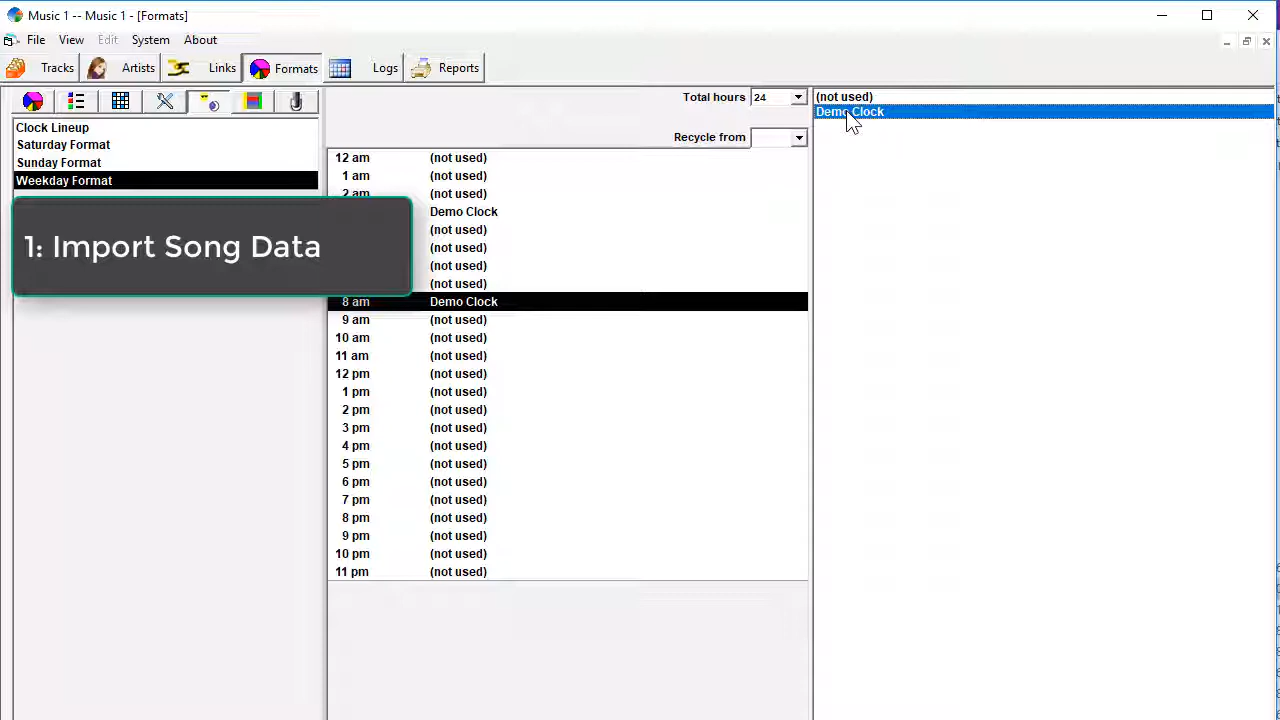 Music 1 -- Music 1 - [Formats]
File View Edit System About
Tracks Artists Links Formats Logs Reports
Total hours 24
Recycle from
(not used)
Demo Clock
Clock Lineup
Saturday Format
Sunday Format
Weekday Format
1: Import Song Data
12 am (not used)
1 am (not used)
2 am (not used)
Demo Clock
(not used)
(not used)
(not used)
(not used)
8 am Demo Clock
9 am (not used)
10 am (not used)
11 am (not used)
12 pm (not used)
1 pm (not used)
2 pm (not used)
3 pm (not used)
4 pm (not used)
5 pm (not used)
6 pm (not used)
7 pm (not used)
8 pm (not used)
9 pm (not used)
10 pm (not used)
11 pm (not used)